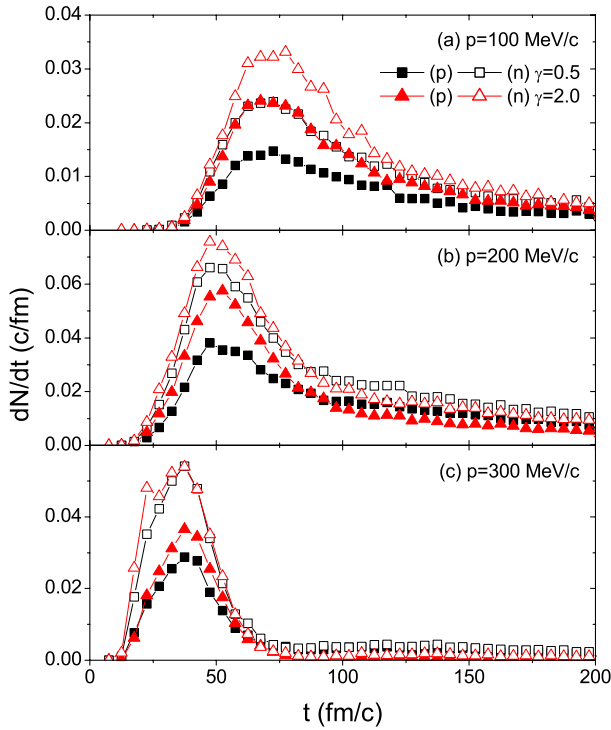 (a) p=100 MeV/c
(p) (n) γ=0.5
(p) (n) γ=2.0
0.04
0.03
0.02
0.01
0.00
(b) p=200 MeV/c
0.06
0.04
0.02
0.00
(c) p=300 MeV/c
0.04
0.02
0.00
dN/dt (c/fm)
0 50 100 150 200
t (fm/c)